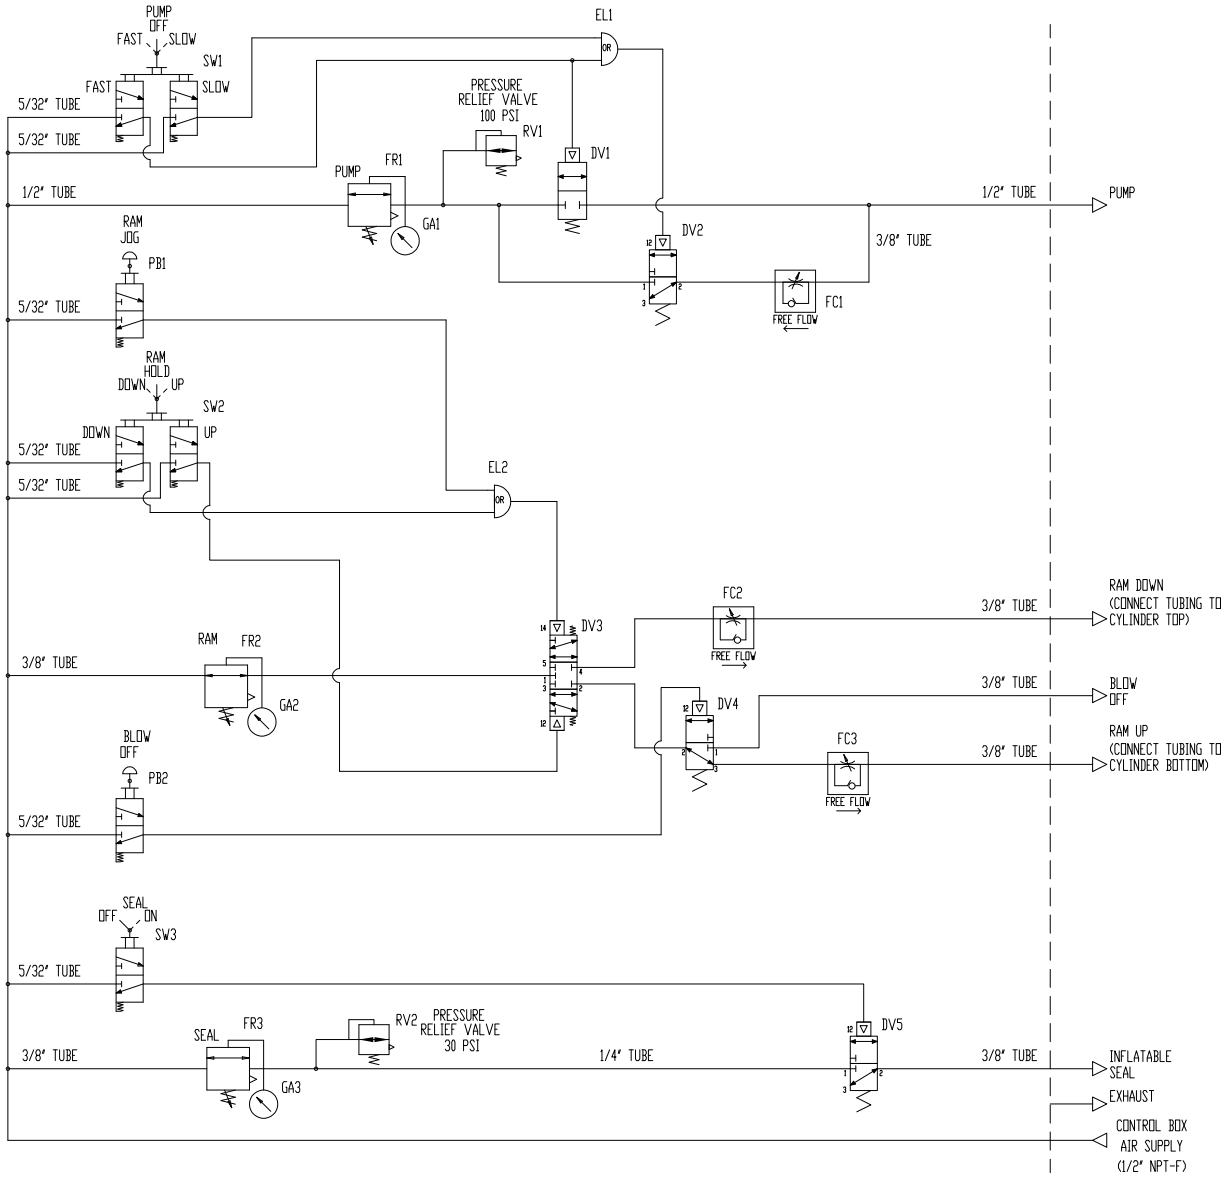 PUMP
OFF
FAST SLOW
SW1
FAST
SLOW
5/32" TUBE
5/32" TUBE
EL1
OR
PRESSURE
RELIEF VALVE
100 PSI
RV1
DV1
1/2" TUBE
PUMP
FR1
GA1
1/2" TUBE
PUMP
DV2
12
1
2
3
3/8" TUBE
FC1
FREE FLOW
RAM
JOG
PB1
5/32" TUBE
RAM
HOLD
DOWN UP
SW2
DOWN
UP
5/32" TUBE
5/32" TUBE
EL2
OR
RAM
FR2
3/8" TUBE
GA2
14
DV3
5
4
1
3
2
12
FC2
FREE FLOW
3/8" TUBE
RAM DOWN
(CONNECT TUBING TO
CYLINDER TOP)
12
DV4
2
1
3
3/8" TUBE
BLOW
OFF
FC3
FREE FLOW
3/8" TUBE
RAM UP
(CONNECT TUBING TO
CYLINDER BOTTOM)
BLOW
OFF
PB2
5/32" TUBE
SEAL
OFF ON
SW3
5/32" TUBE
SEAL
FR3
3/8" TUBE
GA3
RV2
PRESSURE
RELIEF VALVE
30 PSI
1/4" TUBE
12
DV5
1
2
3
3/8" TUBE
INFLATABLE
SEAL
EXHAUST
CONTROL BOX
AIR SUPPLY
(1/2" NPT-F)